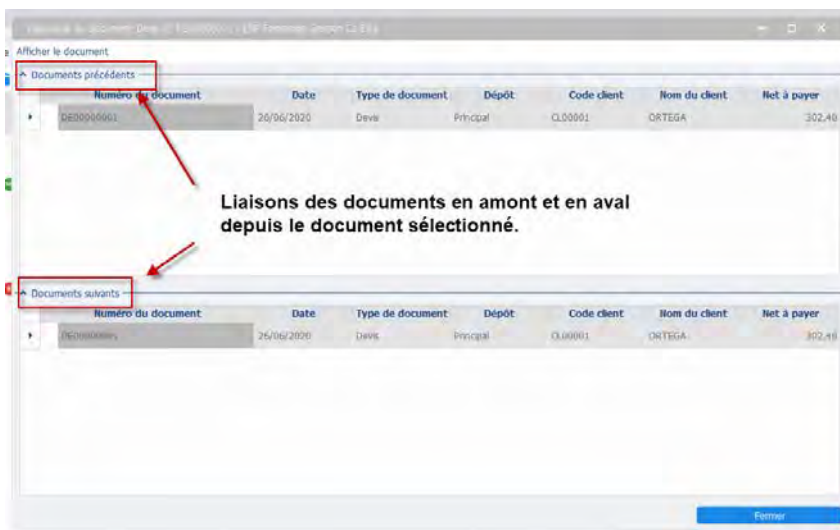 Afficher le document
Documents précédents
Numéro du document Date Type de document Dépôt Code client Nom du client Net à payer
DE00000001 26/06/2020 Devis Principal CL00001 ORTEGA 302,40
Liaisons des documents en amont et en aval
depuis le document sélectionné.
Documents suivants
Numéro du document Date Type de document Dépôt Code client Nom du client Net à payer
26/06/2020 Devis Principal CL00001 ORTEGA 302,40
Fermer